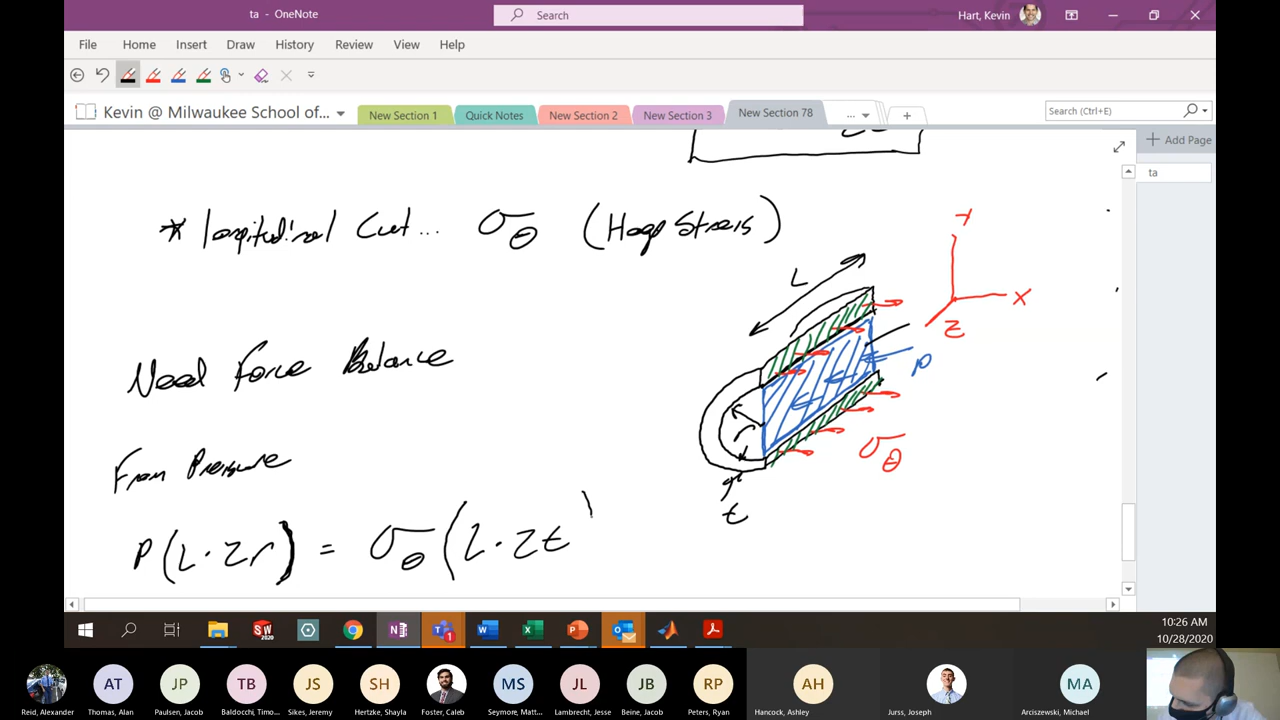 ta - OneNote
Search
Hart, Kevin
File Home Insert Draw History Review View Help
Kevin @ Milwaukee School of...
New Section 1
Quick Notes
New Section 2
New Section 3
New Section 78
...
Search (Ctrl+E)
Add Page
ta
* longitudinal Cut... σθ (Hoop Stress)
Y
X
Z
L
P
r
t
σθ
Need Force Balance
From Pressure
P(L·2r) = σθ(L·2t)
SW 2020
1
10:26 AM
10/28/2020
AT JP TB JS SH MS JL JB RP AH MA
Reid, Alexander
Thomas, Alan
Paulsen, Jacob
Baldocchi, Timo...
Sikes, Jeremy
Hertzke, Shayla
Foster, Caleb
Seymore, Matt...
Lambrecht, Jesse
Beine, Jacob
Peters, Ryan
Hancock, Ashley
Jurss, Joseph
Arciszewski, Michael